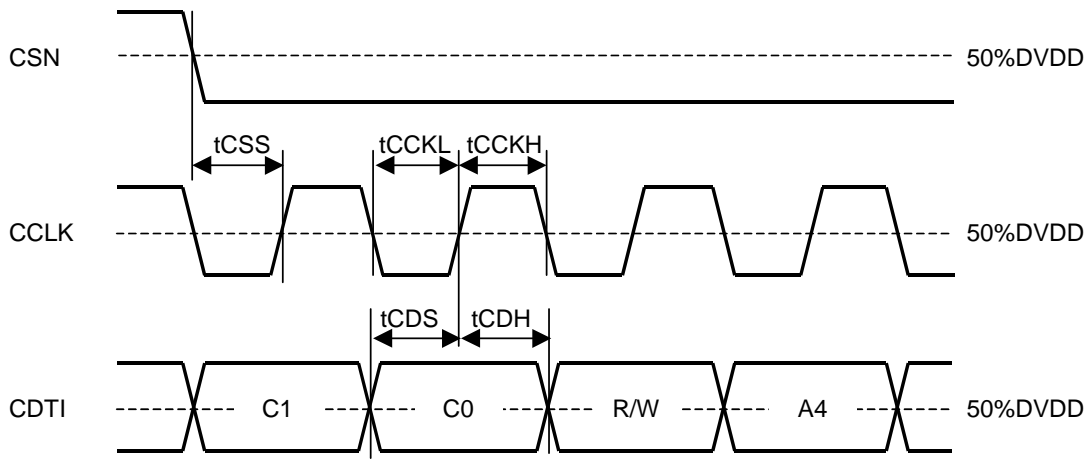 CSN 50%DVDD
tCSS tCCKL tCCKH
CCLK 50%DVDD
tCDS tCDH
CDTI C1 C0 R/W A4 50%DVDD